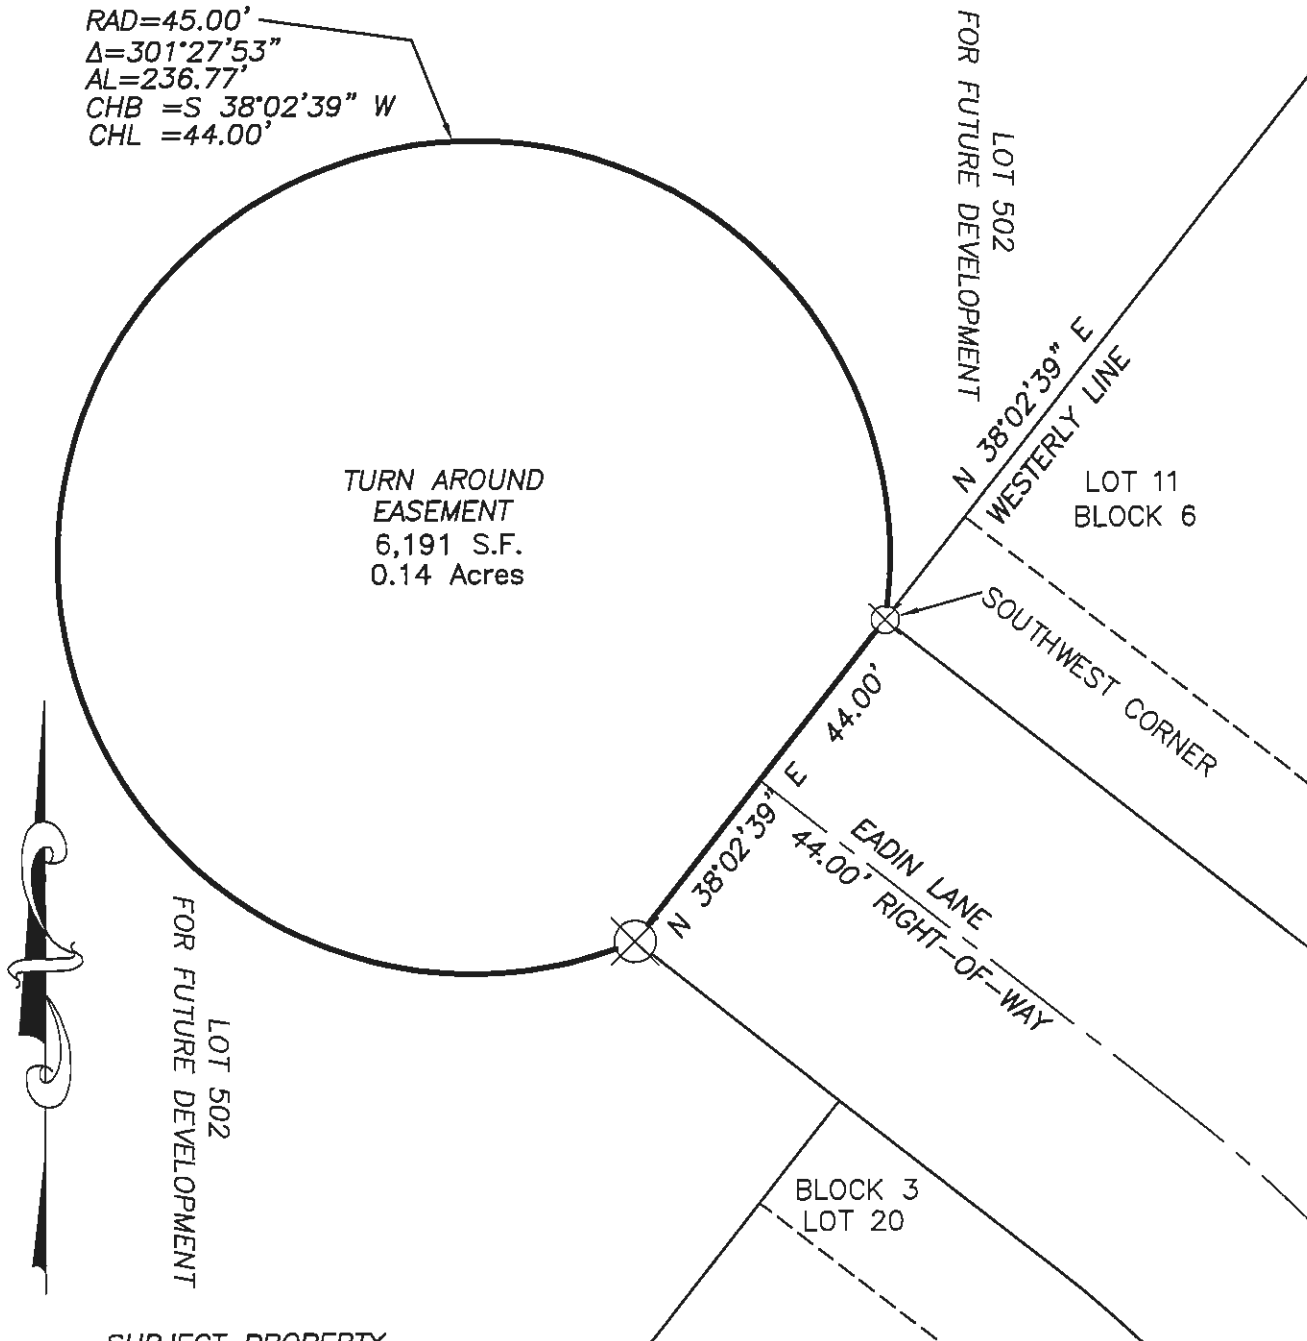 RAD=45.00'
Δ=301°27'53"
AL=236.77'
CHB =S 38°02'39" W
CHL =44.00'
LOT 502
FOR FUTURE DEVELOPMENT
N 38°02'39" E
WESTERLY LINE
LOT 11
BLOCK 6
TURN AROUND
EASEMENT
6,191 S.F.
0.14 Acres
SOUTHWEST CORNER
N 38°02'39" E 44.00'
EADIN LANE
44.00' RIGHT-OF-WAY
LOT 502
FOR FUTURE DEVELOPMENT
BLOCK 3
LOT 20
SUBJECT PROPERTY